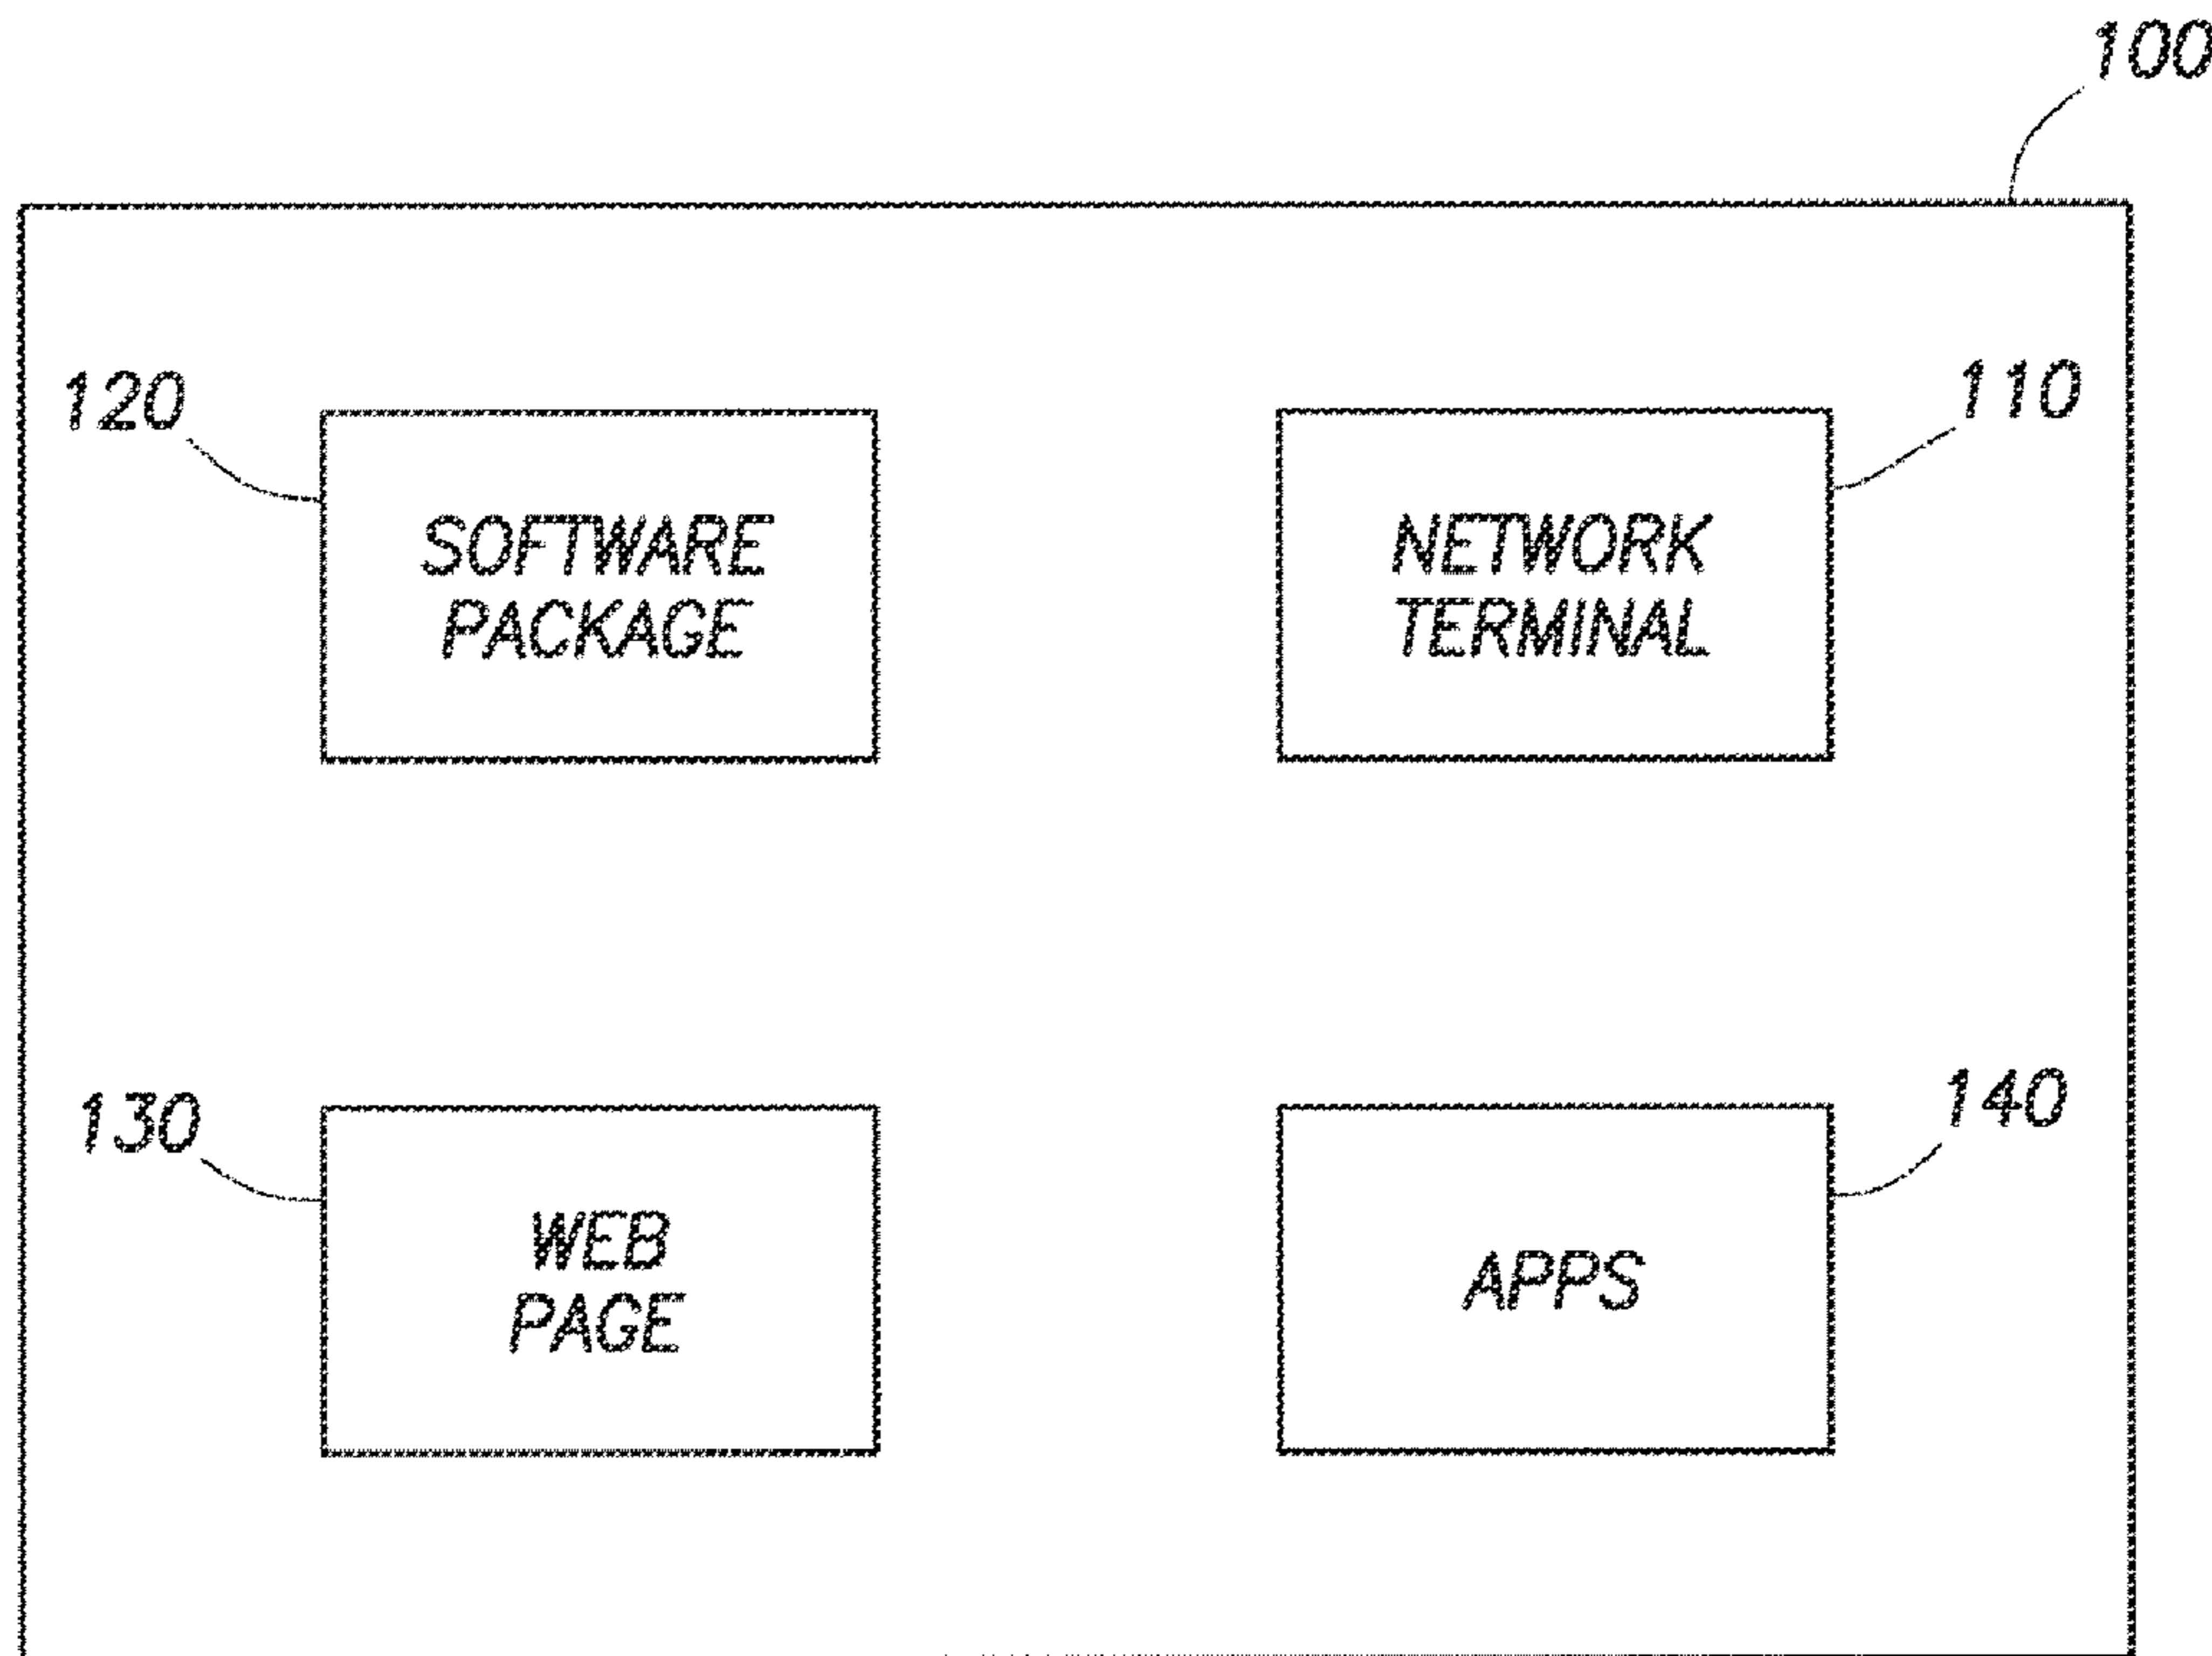 100
120
110
SOFTWARE
PACKAGE
NETWORK
TERMINAL
130
140
WEB
PAGE
APPS